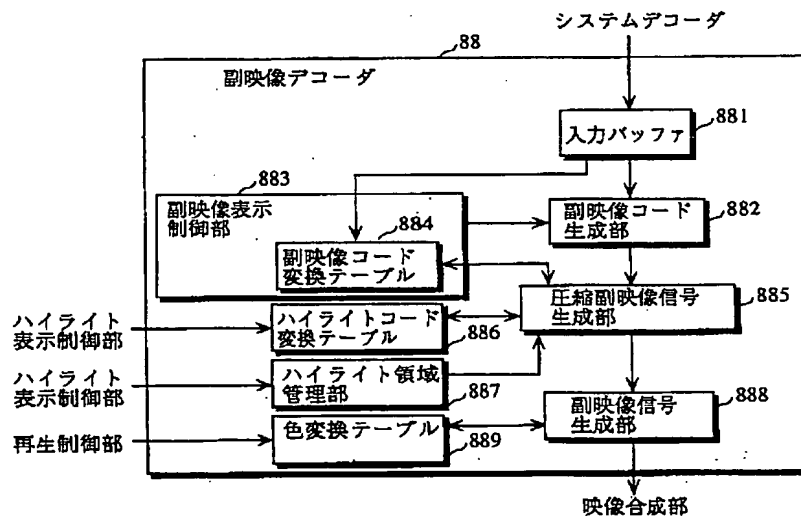 システムデコーダ
88
副映像デコーダ
881
入力バッファ
883
副映像表示
制御部
884
副映像コード
変換テーブル
副映像コード
生成部
882
圧縮副映像信号
生成部
885
ハイライト
表示制御部
ハイライトコード
変換テーブル
886
ハイライト
表示制御部
ハイライト領域
管理部
887
副映像信号
生成部
888
再生制御部
色変換テーブル
889
映像合成部